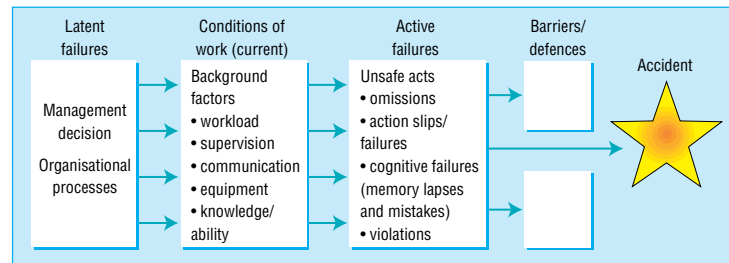 Latent
failures
Management
decision
Organisational
processes
Conditions of
work (current)
Background
factors
• workload
• supervision
• communication
• equipment
• knowledge/
ability
Active
failures
Unsafe acts
• omissions
• action slips/
failures
• cognitive failures
(memory lapses
and mistakes)
• violations
Barriers/
defences
Accident